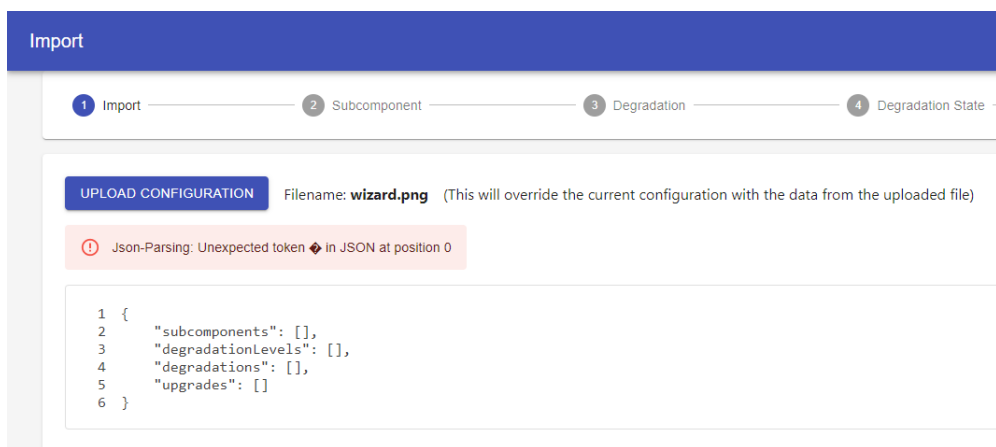 Import
1 Import 2 Subcomponent 3 Degradation 4 Degradation State
UPLOAD CONFIGURATION Filename: wizard.png (This will override the current configuration with the data from the uploaded file)
Json-Parsing: Unexpected token � in JSON at position 0
1 {
2 "subcomponents": [],
3 "degradationLevels": [],
4 "degradations": [],
5 "upgrades": []
6 }